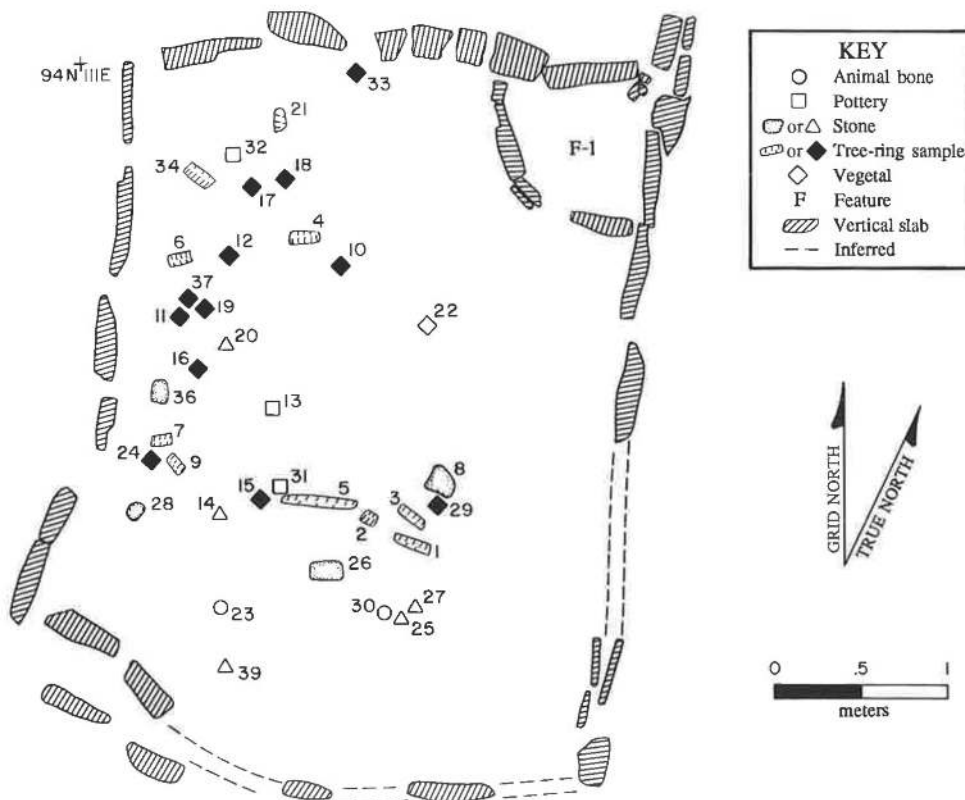 94N 111E
33
21
32
34
18
17
F-1
4
6
12
10
37
11
19
22
20
16
36
13
7
24
9
8
31
15
5
3
28
14
2
29
1
26
27
23
30
25
39
KEY
Animal bone
Pottery
or Stone
or Tree-ring sample
Vegetal
F Feature
Vertical slab
Inferred
GRID NORTH
TRUE NORTH
0 .5 1
meters